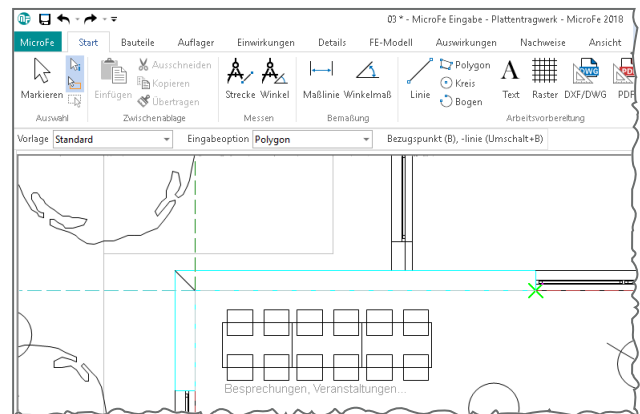 03 * - MicroFe Eingabe - Plattentragwerk - MicroFe 2018
MicroFe Start Bauteile Auflager Einwirkungen Details FE-Modell Auswirkungen Nachweise Ansicht
Markieren
Auswahl
Einfügen
Ausschneiden
Kopieren
Übertragen
Zwischenablage
Strecke Winkel
Messen
Maßlinie Winkelmaß
Bemaßung
Linie
Polygon
Kreis
Bogen
Text Raster DXF/DWG PDF
Arbeitsvorbereitung
Vorlage Standard Eingabeoption Polygon Bezugspunkt (B), -linie (Umschalt+B)
Besprechungen, Veranstaltungen...